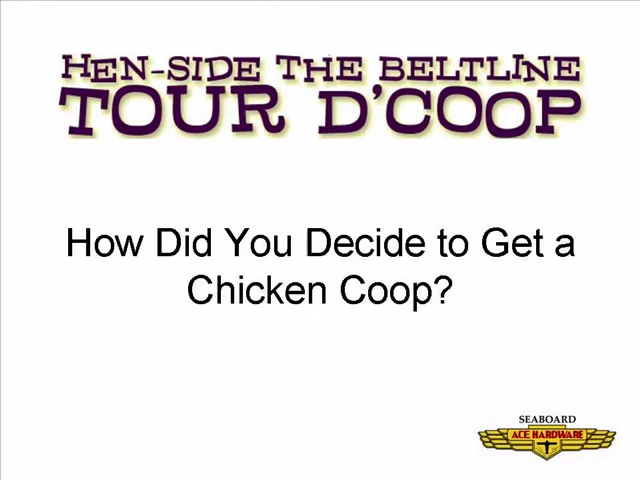 HEN-SIDE THE BELTLINE
TOUR D'COOP
How Did You Decide to Get a
Chicken Coop?
SEABOARD
ACE HARDWARE